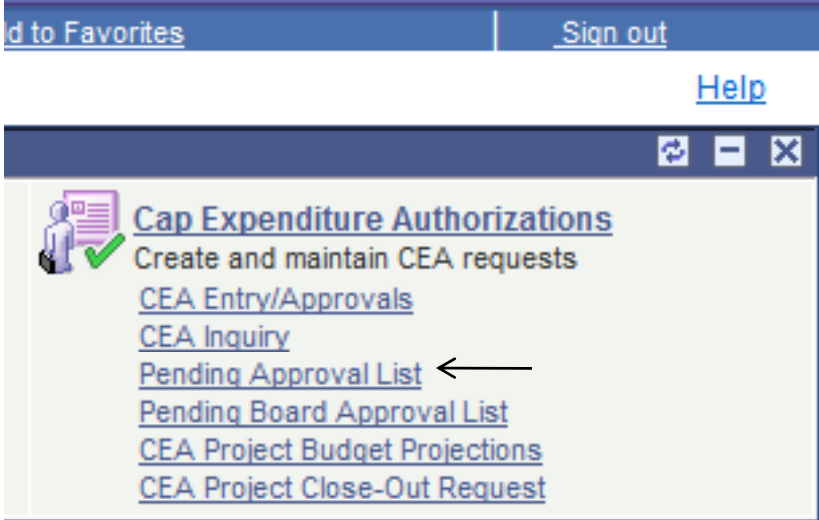 ld to Favorites Sign out
Help
Cap Expenditure Authorizations
Create and maintain CEA requests
CEA Entry/Approvals
CEA Inquiry
Pending Approval List
Pending Board Approval List
CEA Project Budget Projections
CEA Project Close-Out Request